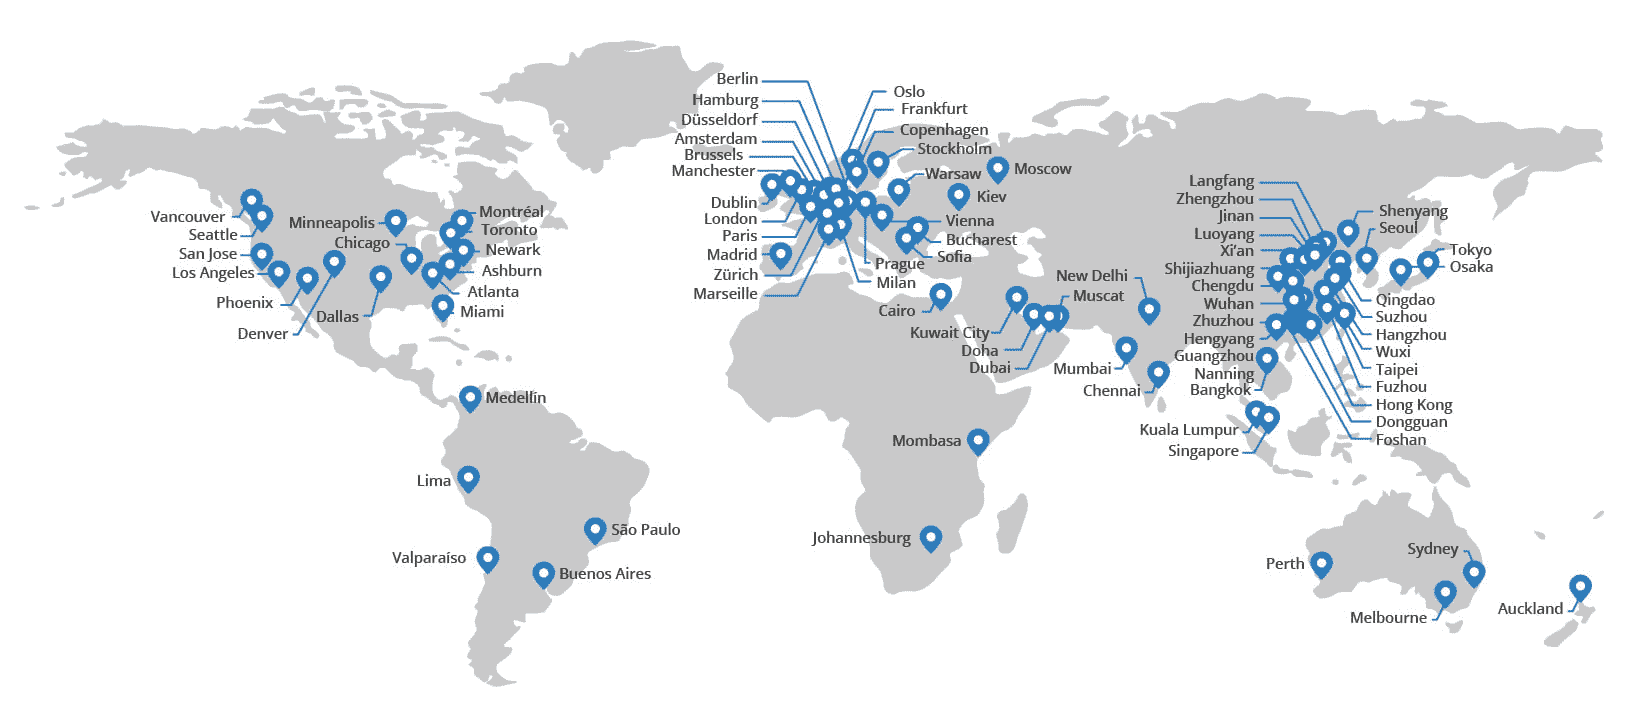 Vancouver
Seattle
San Jose
Los Angeles
Phoenix
Denver
Minneapolis
Chicago
Dallas
Montréal
Toronto
Newark
Ashburn
Atlanta
Miami
Medellín
Lima
São Paulo
Valparaíso
Buenos Aires
Berlin
Hamburg
Düsseldorf
Amsterdam
Brussels
Manchester
Dublin
London
Paris
Madrid
Zürich
Marseille
Oslo
Frankfurt
Copenhagen
Stockholm
Warsaw
Moscow
Kiev
Vienna
Bucharest
Sofia
Prague
Milan
Cairo
Kuwait City
Doha
Dubai
New Delhi
Muscat
Mumbai
Chennai
Mombasa
Johannesburg
Langfang
Zhengzhou
Jinan
Luoyang
Xi'an
Shijiazhuang
Chengdu
Wuhan
Zhuzhou
Hengyang
Guangzhou
Nanning
Bangkok
Kuala Lumpur
Singapore
Shenyang
Seoul
Tokyo
Osaka
Qingdao
Suzhou
Hangzhou
Wuxi
Taipei
Fuzhou
Hong Kong
Dongguan
Foshan
Perth
Sydney
Melbourne
Auckland